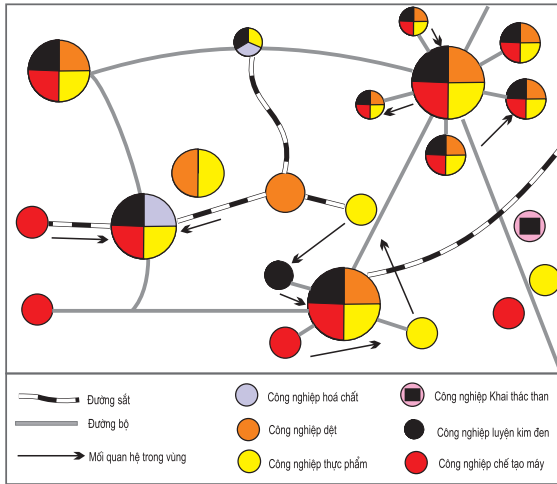 Đường sắt
Đường bộ
Mối quan hệ trong vùng
Công nghiệp hoá chất
Công nghiệp dệt
Công nghiệp thực phẩm
Công nghiệp Khai thác than
Công nghiệp luyện kim đen
Công nghiệp chế tạo máy